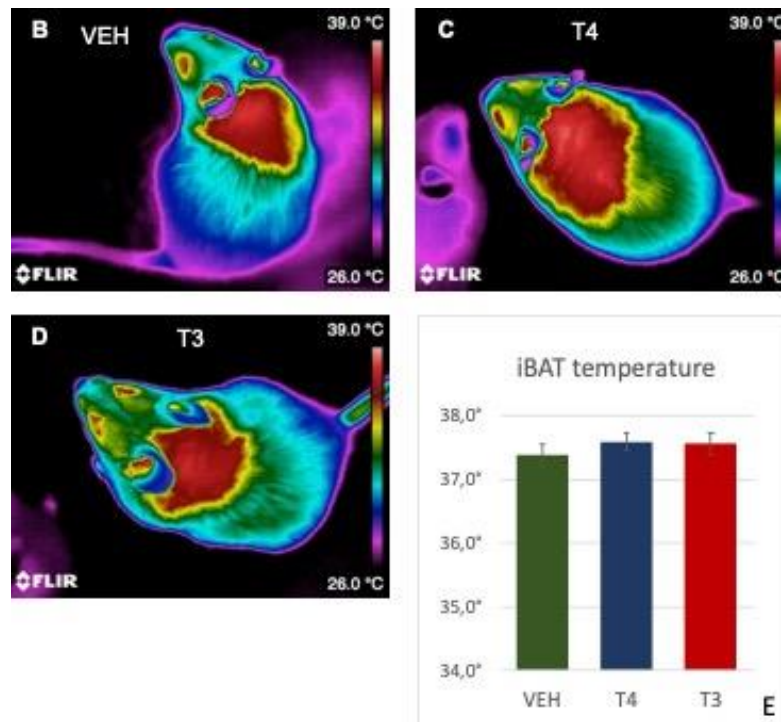 B
VEH
39.0 °C
FLIR
26.0 °C
C
T4
39.0 °C
FLIR
26.0 °C
D
T3
39.0 °C
FLIR
26.0 °C
iBAT temperature
38,0°
37,0°
36,0°
35,0°
34,0°
VEH T4 T3
E